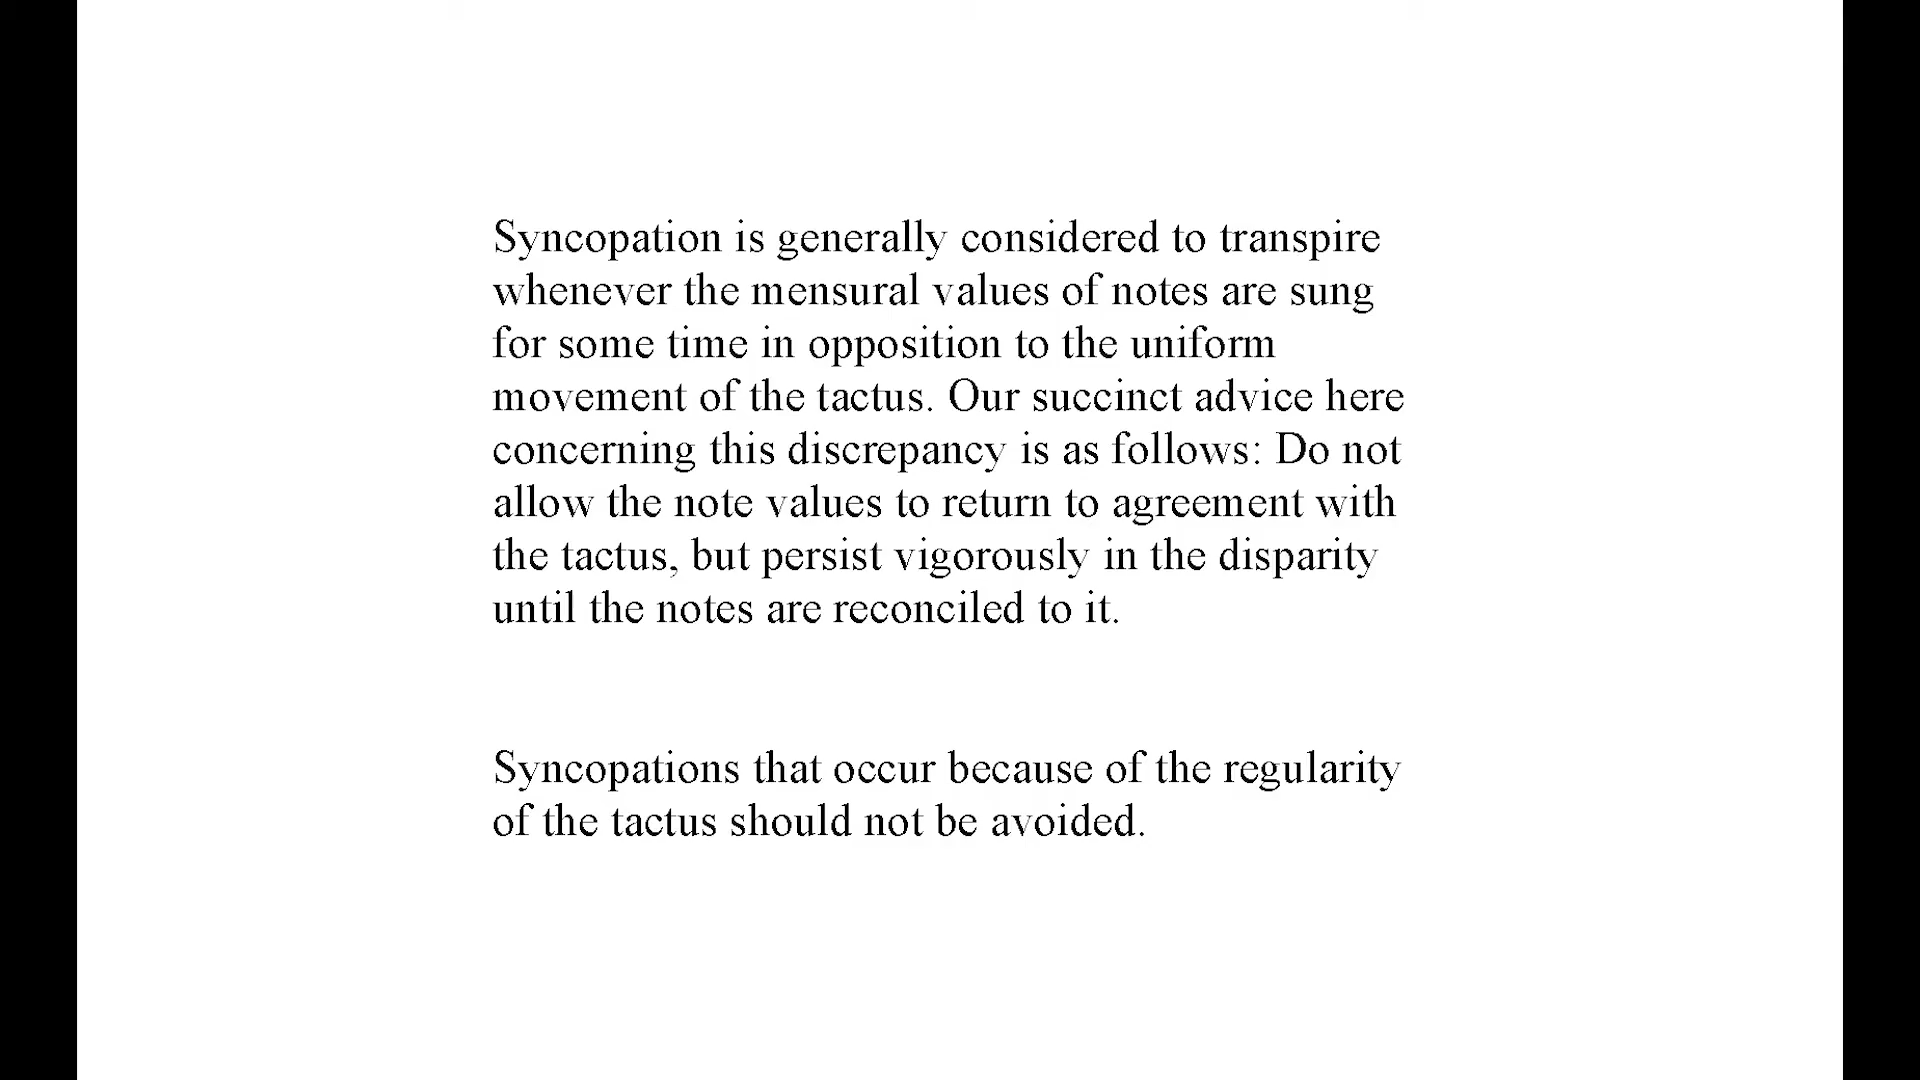 Syncopation is generally considered to transpire
whenever the mensural values of notes are sung
for some time in opposition to the uniform
movement of the tactus. Our succinct advice here
concerning this discrepancy is as follows: Do not
allow the note values to return to agreement with
the tactus, but persist vigorously in the disparity
until the notes are reconciled to it.
Syncopations that occur because of the regularity
of the tactus should not be avoided.